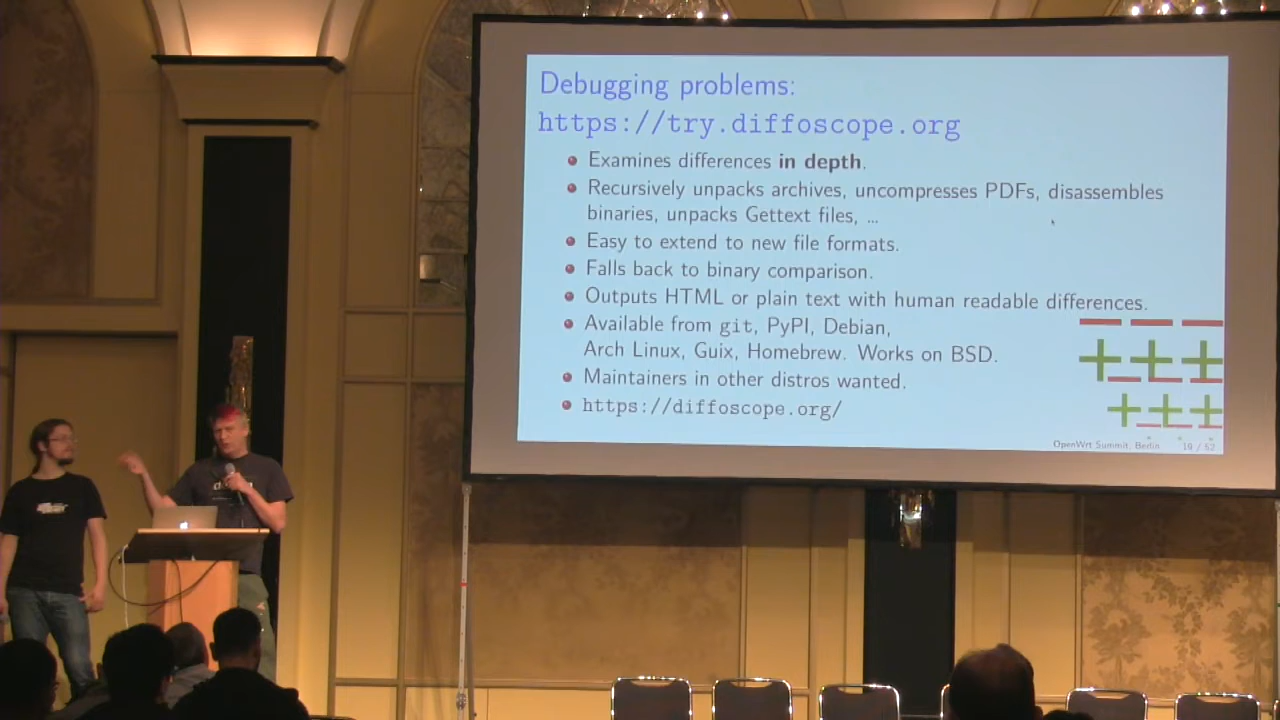 Debugging problems:
https://try.diffoscope.org
Examines differences in depth.
Recursively unpacks archives, uncompresses PDFs, disassembles
binaries, unpacks Gettext files, ...
Easy to extend to new file formats.
Falls back to binary comparison.
Outputs HTML or plain text with human readable differences.
Available from git, PyPI, Debian,
Arch Linux, Guix, Homebrew. Works on BSD.
Maintainers in other distros wanted.
https://diffoscope.org/
OpenWrt Summit, Berlin